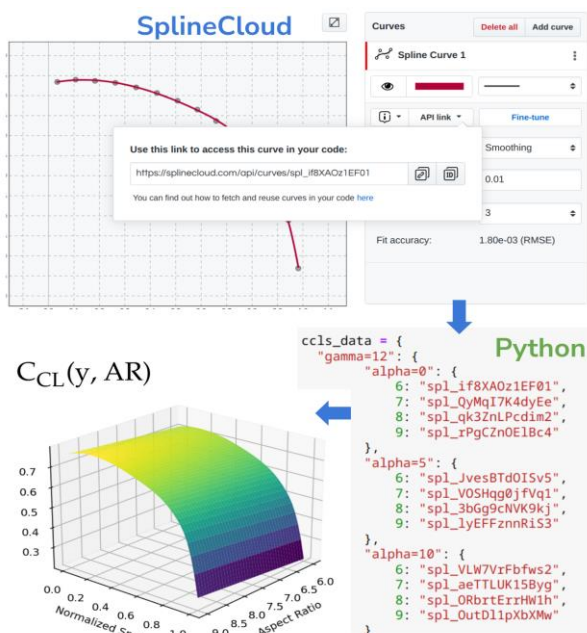 SplineCloud
Curves
Delete all
Add curve
Spline Curve 1
API link
Fine-tune
Use this link to access this curve in your code:
https://splinecloud.com/api/curves/spl_if8XAOz1EF01
You can find out how to fetch and reuse curves in your code here
Smoothing
0.01
3
Fit accuracy:
1.80e-03 (RMSE)
Python
ccls_data = {
"gamma=12": {
"alpha=0": {
6: "spl_if8XAOz1EF01",
7: "spl_QyMqI7K4dyEe",
8: "spl_qk3ZnLPcdim2",
9: "spl_rPgCZnOElBc4"
},
"alpha=5": {
6: "spl_JvesBTdOISv5",
7: "spl_VOSHqg0jfVq1",
8: "spl_3bGg9cNVK9kj",
9: "spl_lyEFFznnRiS3"
},
"alpha=10": {
6: "spl_VLW7VrFbfws2",
7: "spl_aeTTLUK15Byg",
8: "spl_ORbrtErrHW1h",
9: "spl_OutDl1pXbXMw"
}
C_CL(y, AR)
0.7
0.6
0.5
0.4
0.3
0.0
0.2
0.4
0.6
0.8
Normalized
9.0 8.5 8.0 7.5 7.0 6.5 6.0
Aspect Ratio